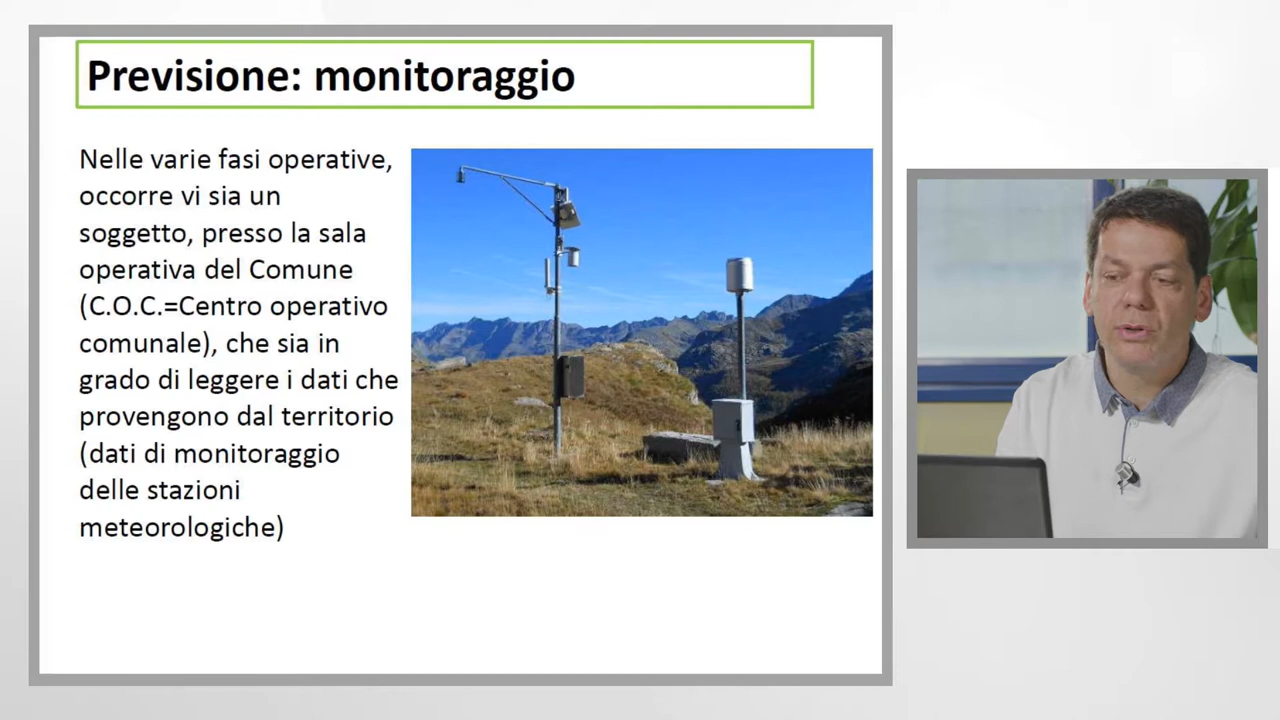 Previsione: monitoraggio
Nelle varie fasi operative,
occorre vi sia un
soggetto, presso la sala
operativa del Comune
(C.O.C.=Centro operativo
comunale), che sia in
grado di leggere i dati che
provengono dal territorio
(dati di monitoraggio
delle stazioni
meteorologiche)